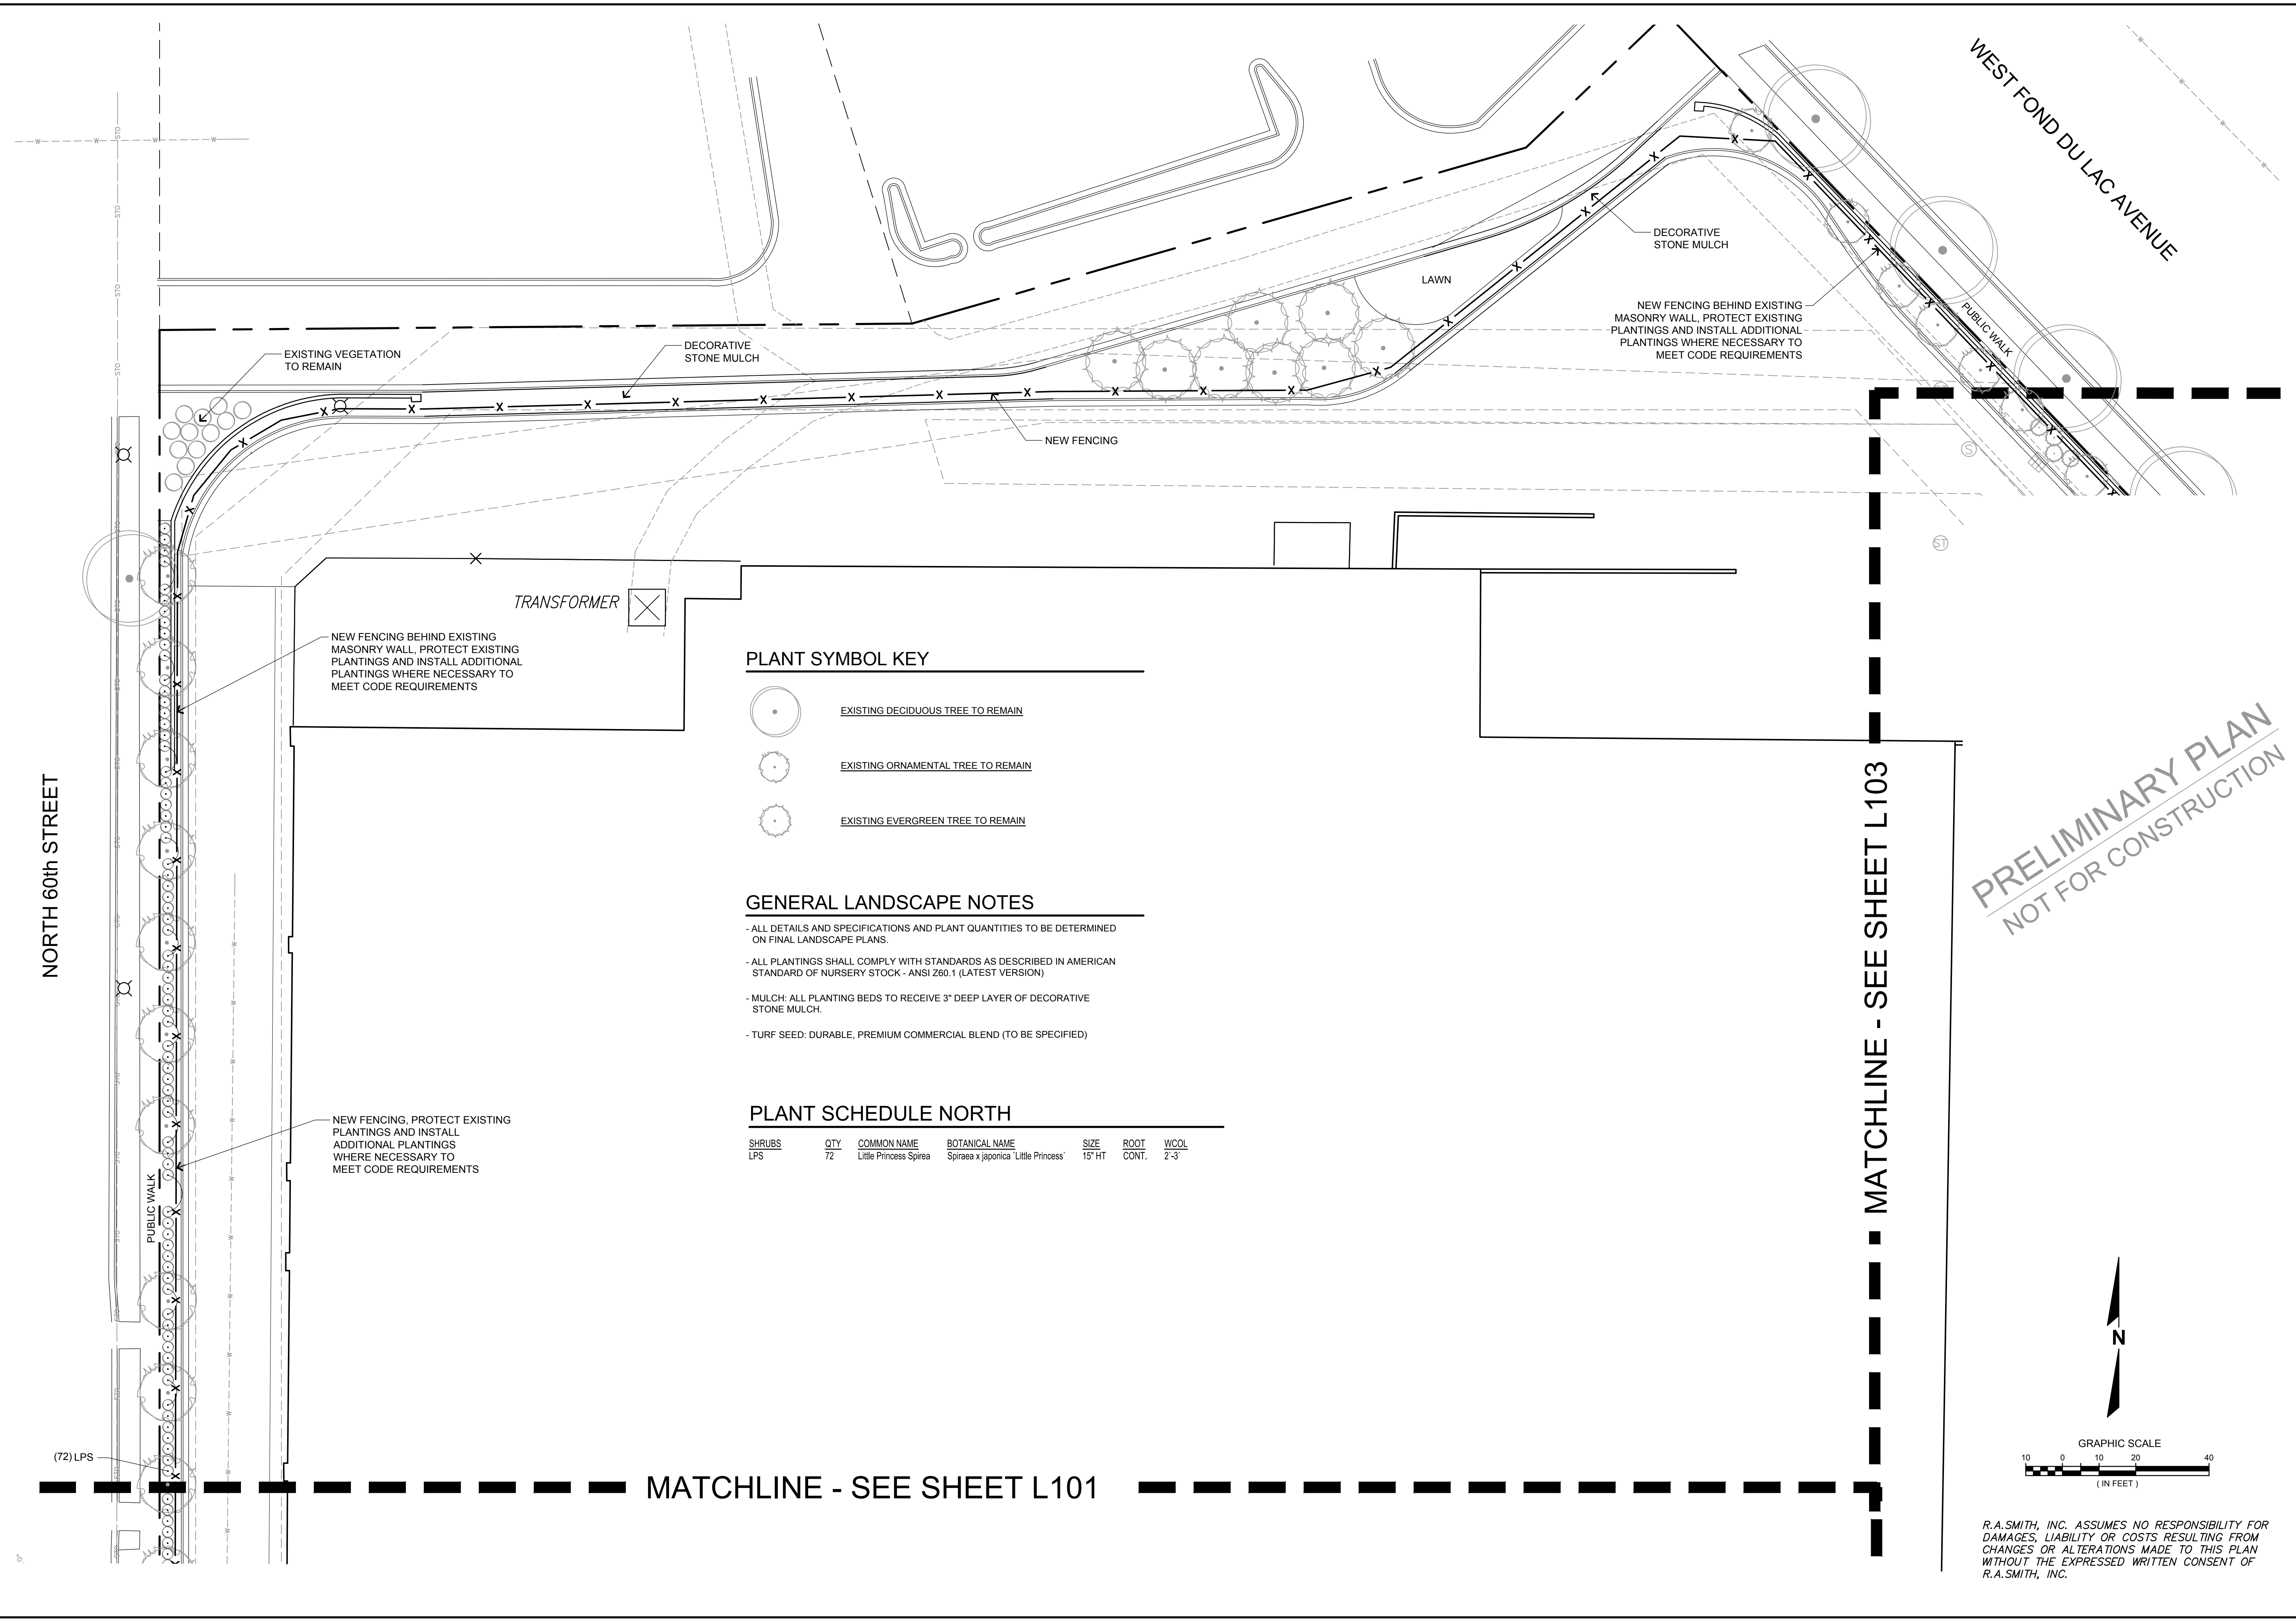 WEST FOND DU LAC AVENUE
DECORATIVE
STONE MULCH
LAWN
NEW FENCING BEHIND EXISTING
MASONRY WALL, PROTECT EXISTING
PLANTINGS AND INSTALL ADDITIONAL
PLANTINGS WHERE NECESSARY TO
MEET CODE REQUIREMENTS
PUBLIC WALK
EXISTING VEGETATION
TO REMAIN
DECORATIVE
STONE MULCH
NEW FENCING
S
ST
TRANSFORMER
NEW FENCING BEHIND EXISTING
MASONRY WALL, PROTECT EXISTING
PLANTINGS AND INSTALL ADDITIONAL
PLANTINGS WHERE NECESSARY TO
MEET CODE REQUIREMENTS
PLANT SYMBOL KEY
EXISTING DECIDUOUS TREE TO REMAIN
EXISTING ORNAMENTAL TREE TO REMAIN
EXISTING EVERGREEN TREE TO REMAIN
NORTH 60th STREET
MATCHLINE - SEE SHEET L103
PRELIMINARY PLAN
NOT FOR CONSTRUCTION
GENERAL LANDSCAPE NOTES
- ALL DETAILS AND SPECIFICATIONS AND PLANT QUANTITIES TO BE DETERMINED
ON FINAL LANDSCAPE PLANS.
- ALL PLANTINGS SHALL COMPLY WITH STANDARDS AS DESCRIBED IN AMERICAN
STANDARD OF NURSERY STOCK - ANSI Z60.1 (LATEST VERSION)
- MULCH: ALL PLANTING BEDS TO RECEIVE 3" DEEP LAYER OF DECORATIVE
STONE MULCH.
- TURF SEED: DURABLE, PREMIUM COMMERCIAL BLEND (TO BE SPECIFIED)
NEW FENCING, PROTECT EXISTING
PLANTINGS AND INSTALL
ADDITIONAL PLANTINGS
WHERE NECESSARY TO
MEET CODE REQUIREMENTS
PUBLIC WALK
PLANT SCHEDULE NORTH
SHRUBS QTY COMMON NAME BOTANICAL NAME SIZE ROOT WCOL
LPS 72 Little Princess Spirea Spiraea x japonica `Little Princess` 15" HT CONT. 2`-3`
N
(72) LPS
MATCHLINE - SEE SHEET L101
GRAPHIC SCALE
10 0 10 20 40
( IN FEET )
R.A.SMITH, INC. ASSUMES NO RESPONSIBILITY FOR
DAMAGES, LIABILITY OR COSTS RESULTING FROM
CHANGES OR ALTERATIONS MADE TO THIS PLAN
WITHOUT THE EXPRESSED WRITTEN CONSENT OF
R.A.SMITH, INC.